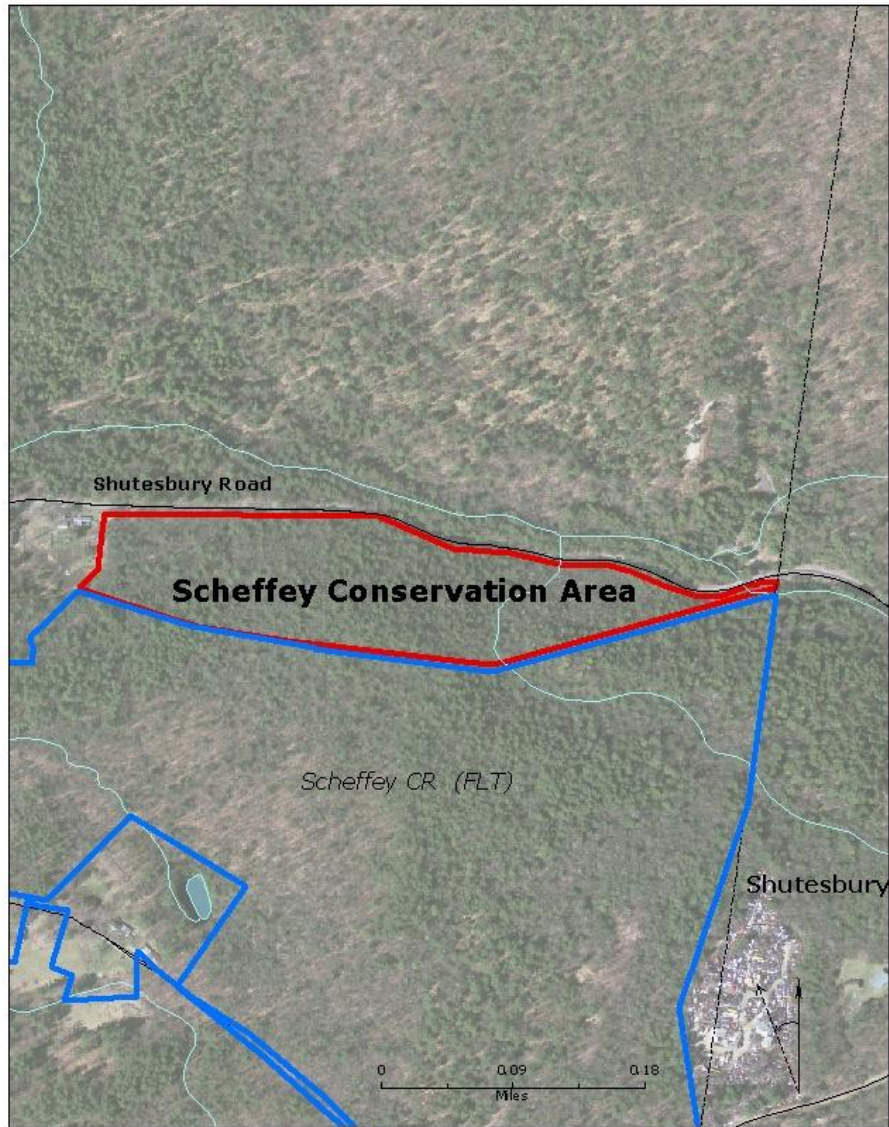 Shutesbury Road
Scheffey Conservation Area
Scheffey CR (FLT)
Shutesbury
0 0.09 0.18
Miles